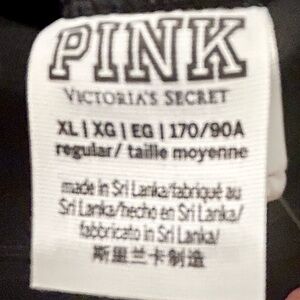 PINK
VICTORIA'S SECRET
XL | XG | EG | 170/90A
regular/ taille moyenne
made in Sri Lanka/fabriqué au
Sri Lanka/hecho en Sri Lanka/
fabbricato in Sri Lanka/
斯里兰卡制造